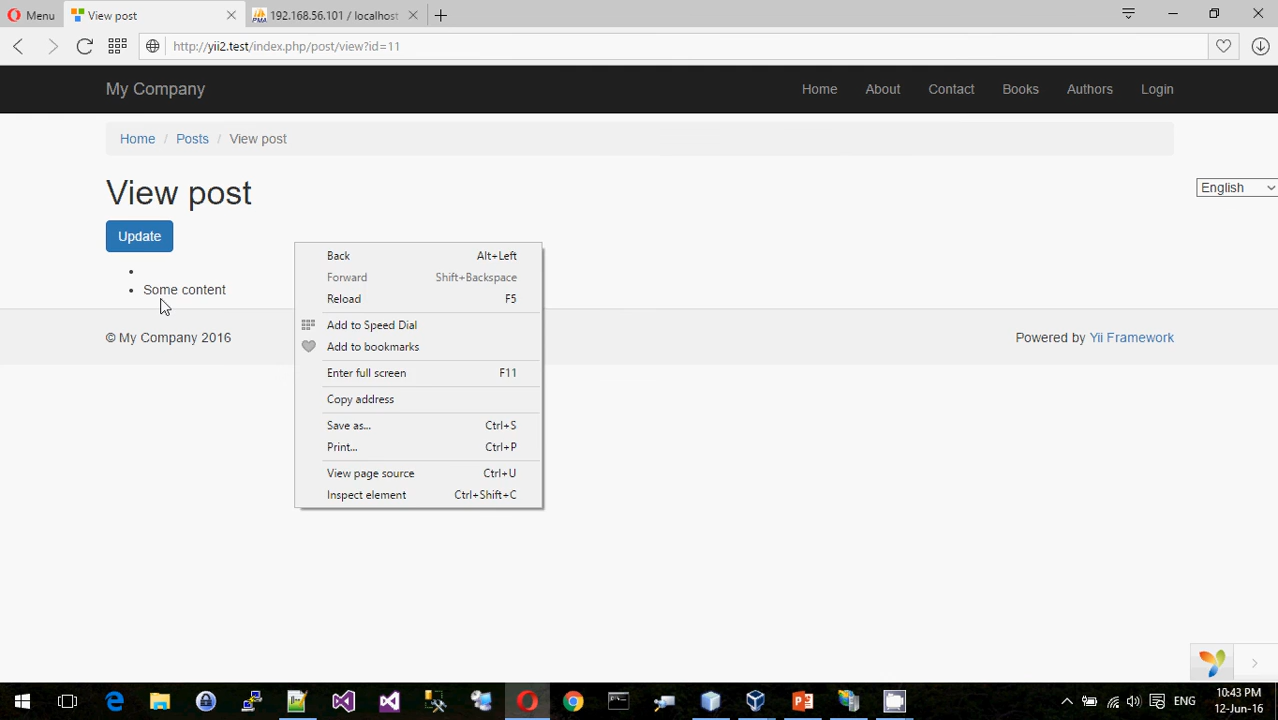 Menu
View post
192.168.56.101 / localhost
http://yii2.test/index.php/post/view?id=11
My Company
Home
About
Contact
Books
Authors
Login
Home / Posts / View post
View post
English
Update
Some content
Back Alt+Left
Forward Shift+Backspace
Reload F5
Add to Speed Dial
Add to bookmarks
Enter full screen F11
Copy address
Save as... Ctrl+S
Print... Ctrl+P
View page source Ctrl+U
Inspect element Ctrl+Shift+C
© My Company 2016
Powered by Yii Framework
ENG
10:43 PM
12-Jun-16